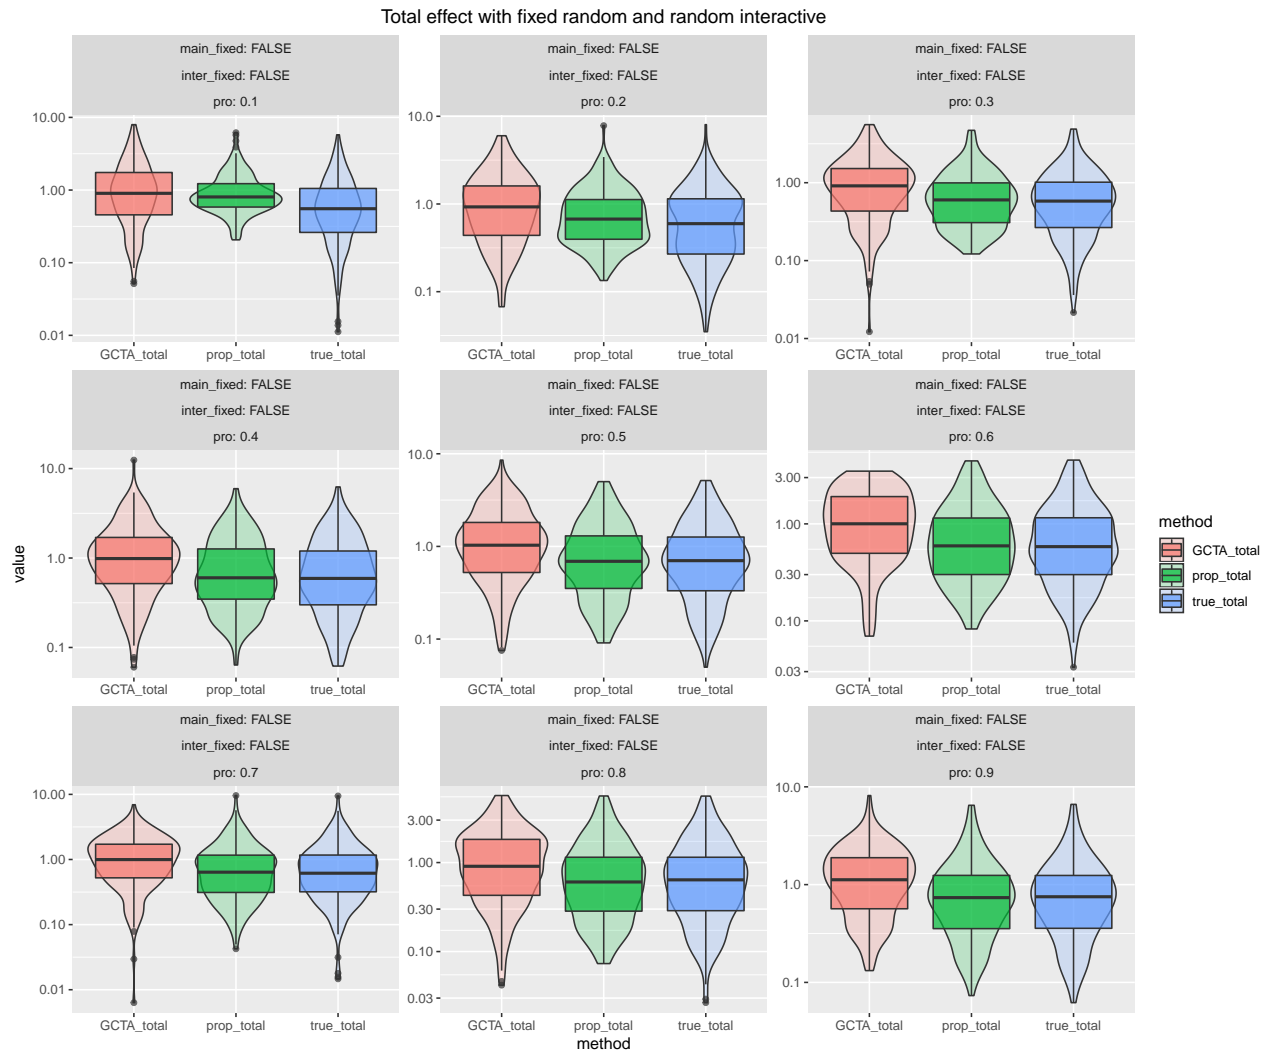 Total effect with fixed random and random interactive
main_fixed: FALSE
inter_fixed: FALSE
pro: 0.1
10.00
1.00
0.10
0.01
GCTA_total
prop_total
true_total
main_fixed: FALSE
inter_fixed: FALSE
pro: 0.2
10.0
1.0
0.1
GCTA_total
prop_total
true_total
main_fixed: FALSE
inter_fixed: FALSE
pro: 0.3
1.00
0.10
0.01
GCTA_total
prop_total
true_total
value
main_fixed: FALSE
inter_fixed: FALSE
pro: 0.4
10.0
1.0
0.1
GCTA_total
prop_total
true_total
main_fixed: FALSE
inter_fixed: FALSE
pro: 0.5
10.0
1.0
0.1
GCTA_total
prop_total
true_total
main_fixed: FALSE
inter_fixed: FALSE
pro: 0.6
3.00
1.00
0.30
0.10
0.03
GCTA_total
prop_total
true_total
method
GCTA_total
prop_total
true_total
main_fixed: FALSE
inter_fixed: FALSE
pro: 0.7
10.00
1.00
0.10
0.01
GCTA_total
prop_total
true_total
main_fixed: FALSE
inter_fixed: FALSE
pro: 0.8
3.00
1.00
0.30
0.10
0.03
GCTA_total
prop_total
true_total
main_fixed: FALSE
inter_fixed: FALSE
pro: 0.9
10.0
1.0
0.1
GCTA_total
prop_total
true_total
method